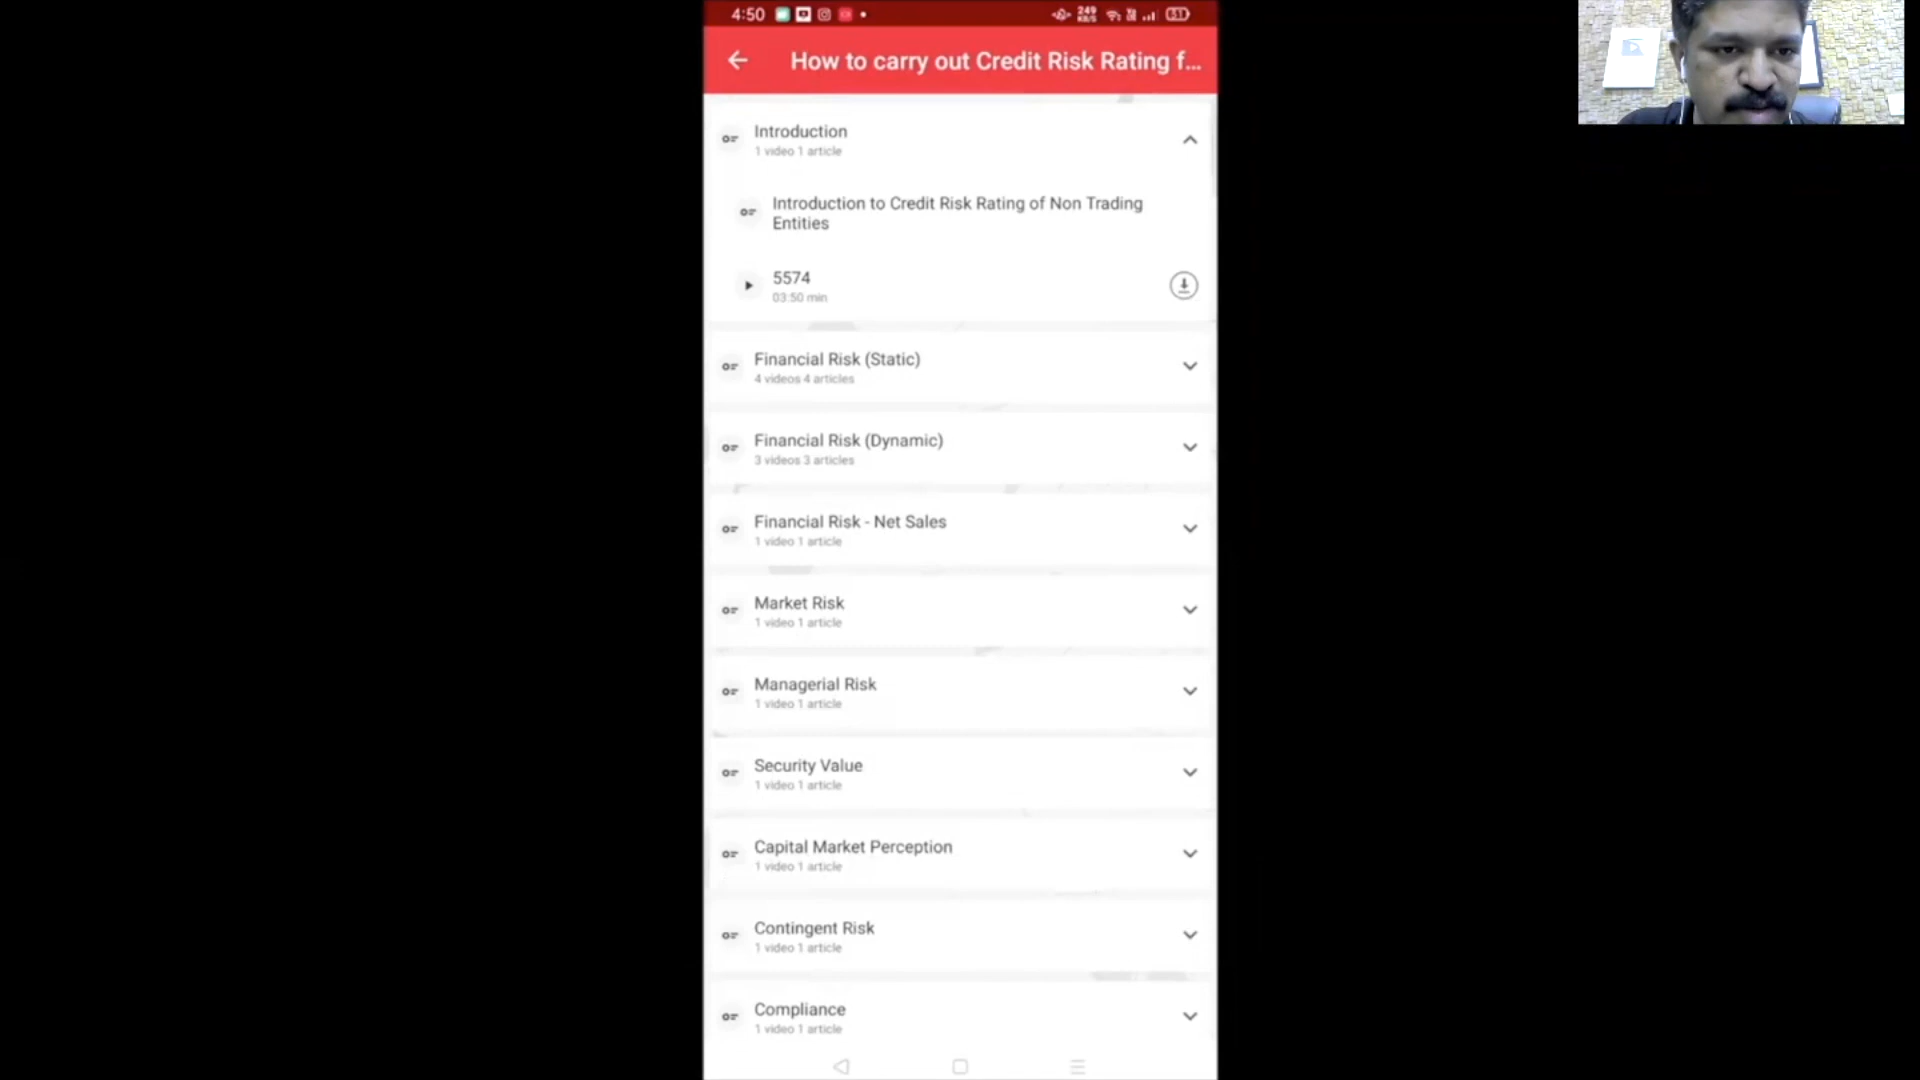 4:50
249
KB/S
51
How to carry out Credit Risk Rating f...
Introduction
1 video 1 article
Introduction to Credit Risk Rating of Non Trading
Entities
5574
03:50 min
Financial Risk (Static)
4 videos 4 articles
Financial Risk (Dynamic)
3 videos 3 articles
Financial Risk - Net Sales
1 video 1 article
Market Risk
1 video 1 article
Managerial Risk
1 video 1 article
Security Value
1 video 1 article
Capital Market Perception
1 video 1 article
Contingent Risk
1 video 1 article
Compliance
1 video 1 article